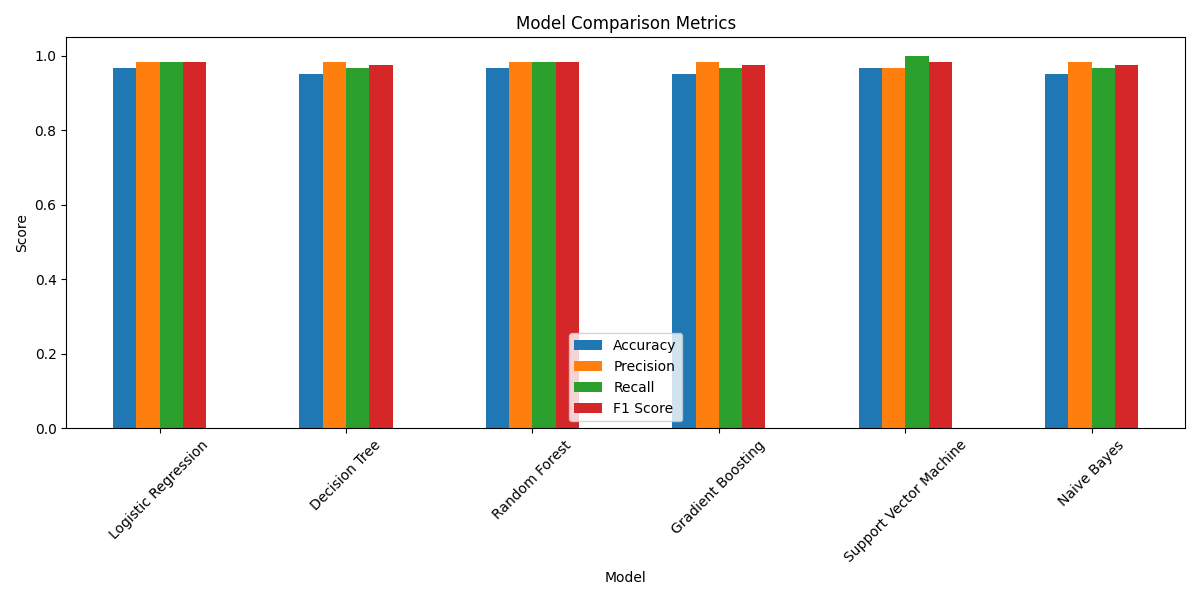 Model Comparison Metrics
Score
1.0
0.8
0.6
0.4
0.2
0.0
Accuracy
Precision
Recall
F1 Score
Logistic Regression
Decision Tree
Random Forest
Gradient Boosting
Support Vector Machine
Naive Bayes
Model